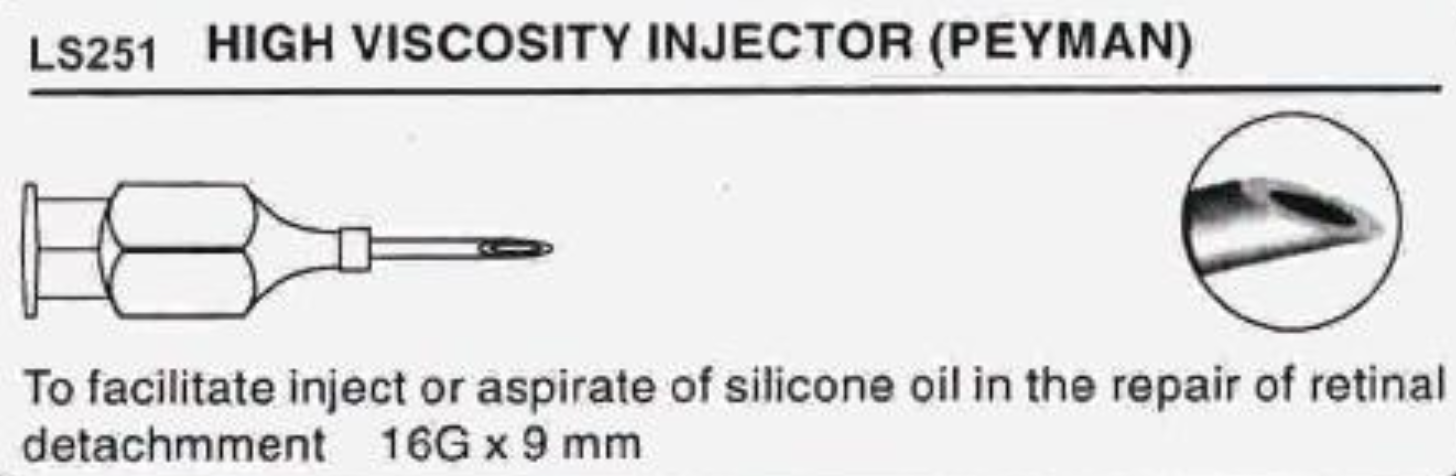 LS251 HIGH VISCOSITY INJECTOR (PEYMAN)
To facilitate inject or aspirate of silicone oil in the repair of retinal
detachmment 16G x 9 mm